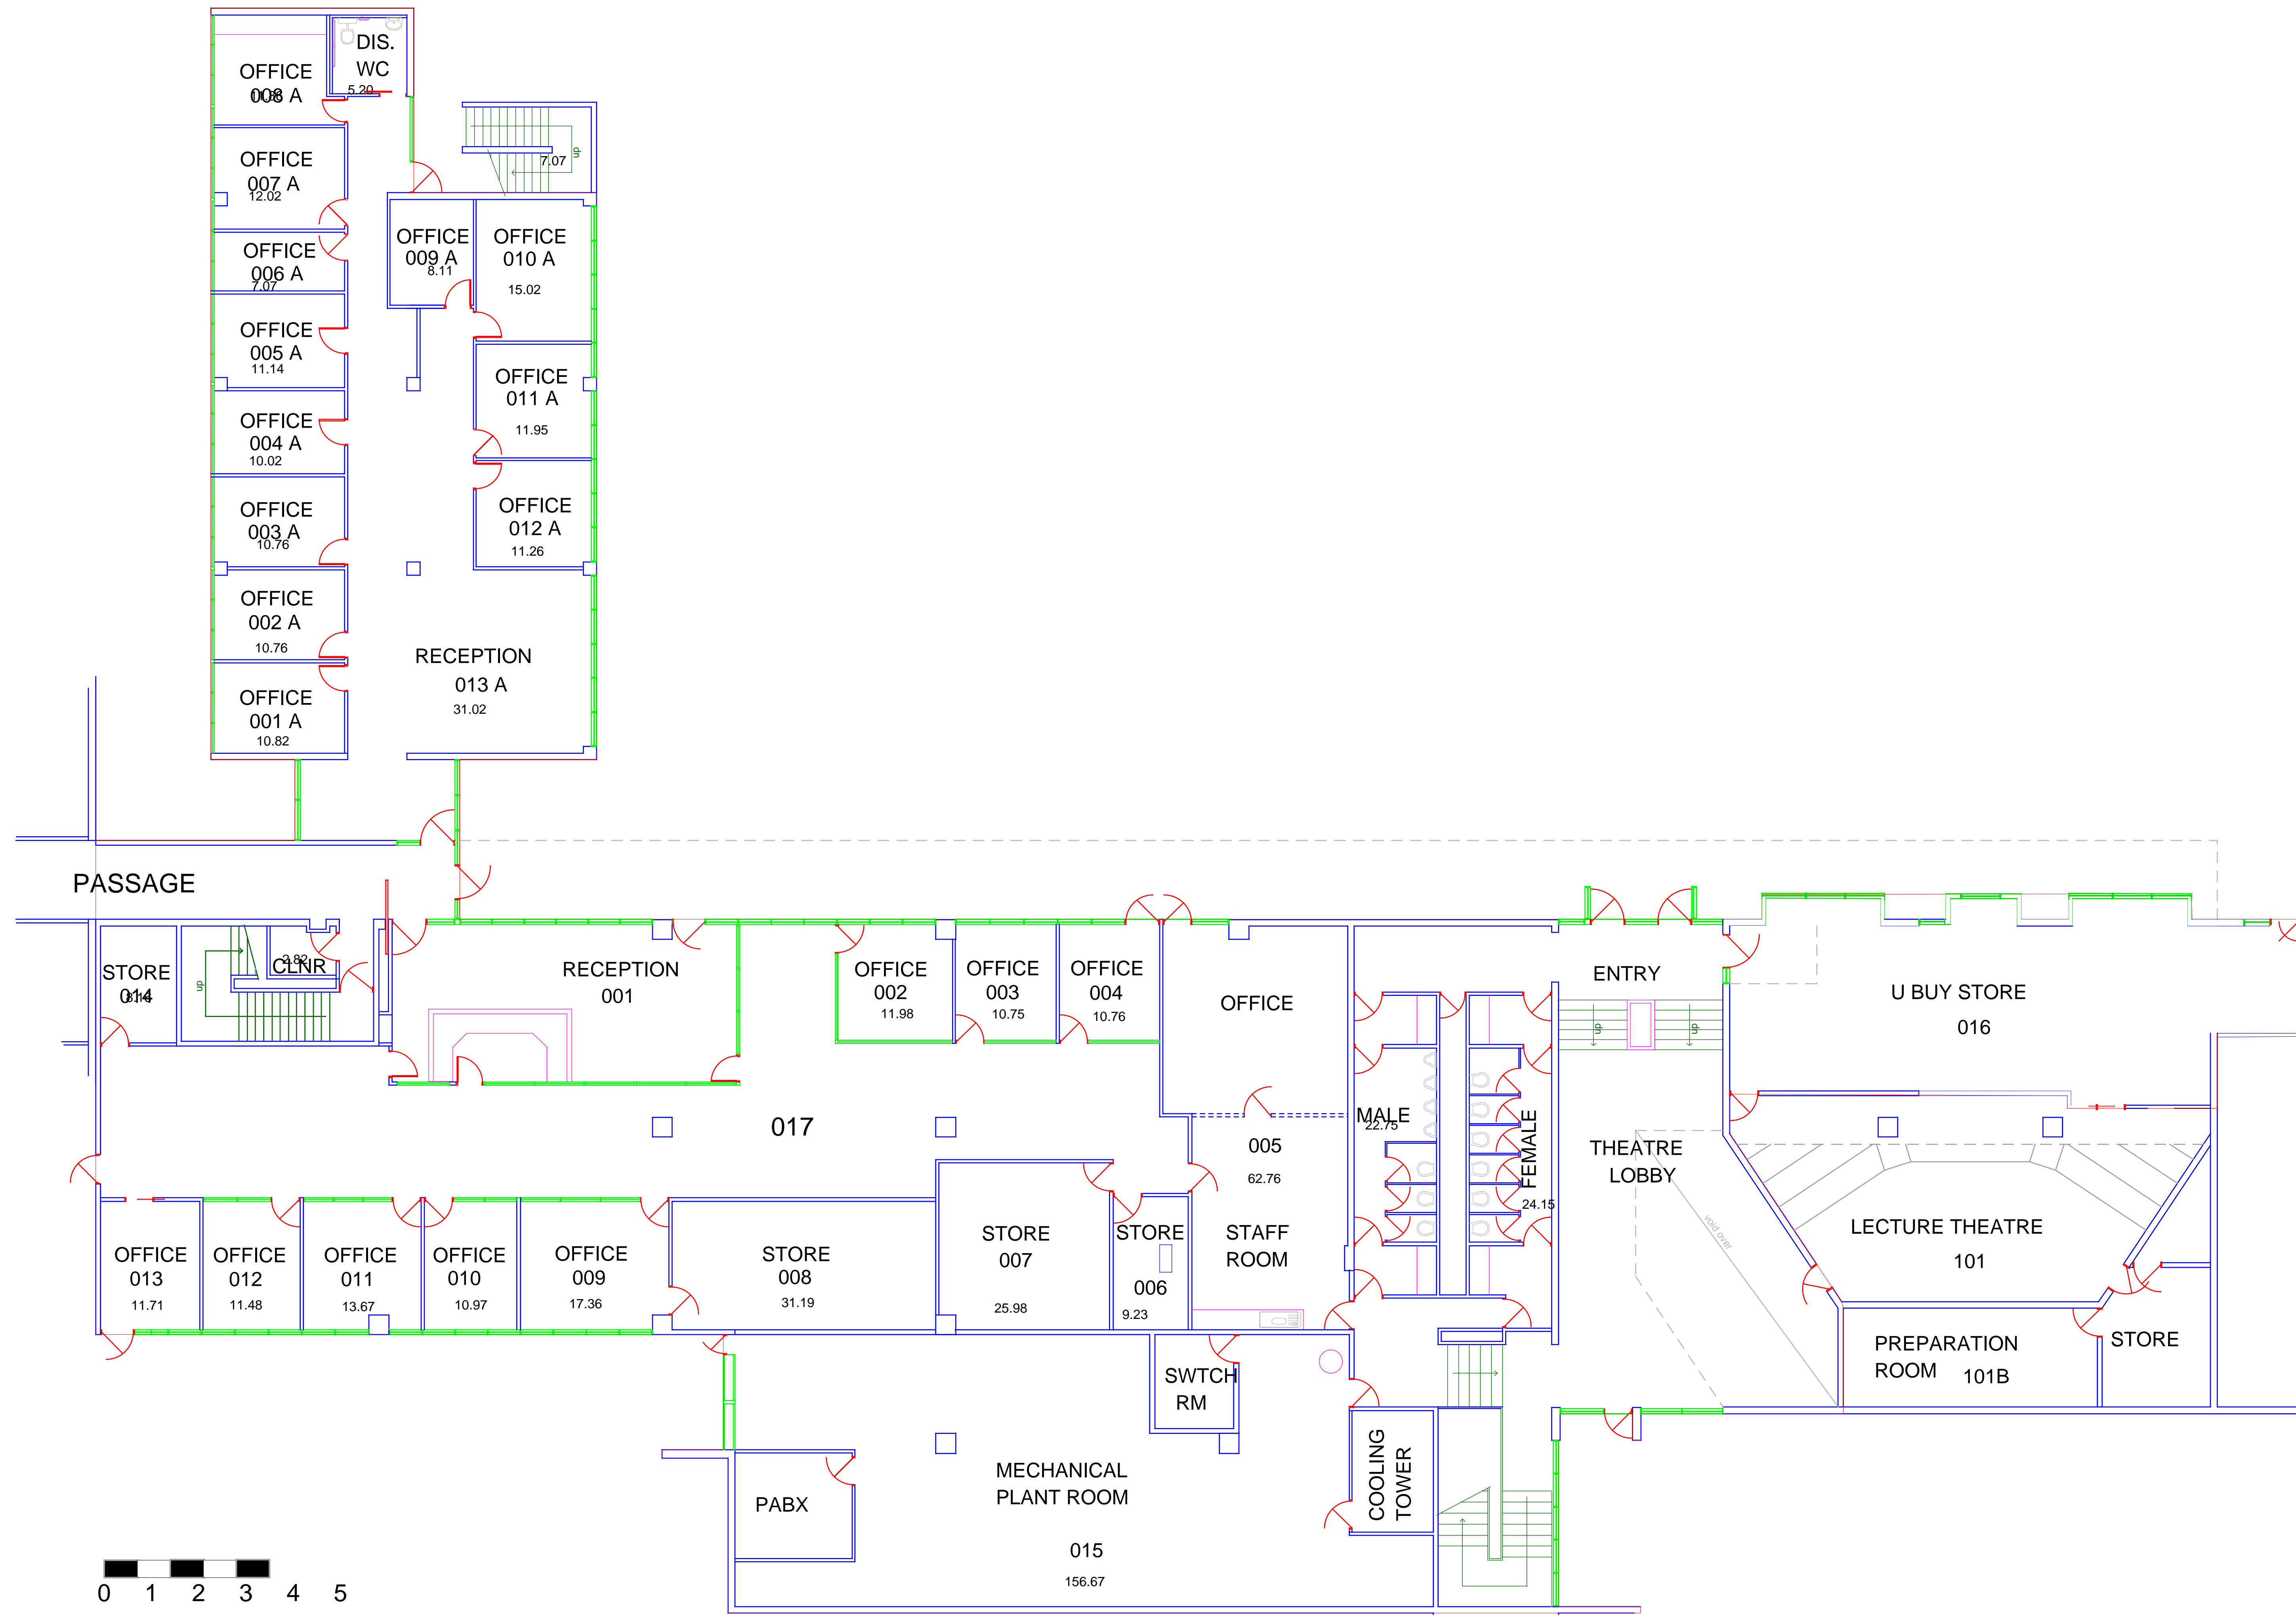 DIS.
WC
5.20
OFFICE
008 A
OFFICE
007 A
12.02
up
7.07
OFFICE
006 A
7.07
OFFICE
009 A
8.11
OFFICE
010 A
15.02
OFFICE
005 A
11.14
OFFICE
011 A
11.95
OFFICE
004 A
10.02
OFFICE
003 A
10.76
OFFICE
012 A
11.26
OFFICE
002 A
10.76
RECEPTION
013 A
31.02
OFFICE
001 A
10.82
PASSAGE
STORE
014
up
2.82
CLNR
RECEPTION
001
OFFICE
002
11.98
OFFICE
003
10.75
OFFICE
004
10.76
OFFICE
ENTRY
up
up
U BUY STORE
016
017
005
62.76
MALE
22.75
FEMALE
24.15
THEATRE
LOBBY
void over
LECTURE THEATRE
101
OFFICE
013
11.71
OFFICE
012
11.48
OFFICE
011
13.67
OFFICE
010
10.97
OFFICE
009
17.36
STORE
008
31.19
STORE
007
25.98
STORE
006
9.23
STAFF
ROOM
PREPARATION
ROOM 101B
STORE
SWTCH
RM
COOLING
TOWER
MECHANICAL
PLANT ROOM
015
156.67
PABX
0 1 2 3 4 5